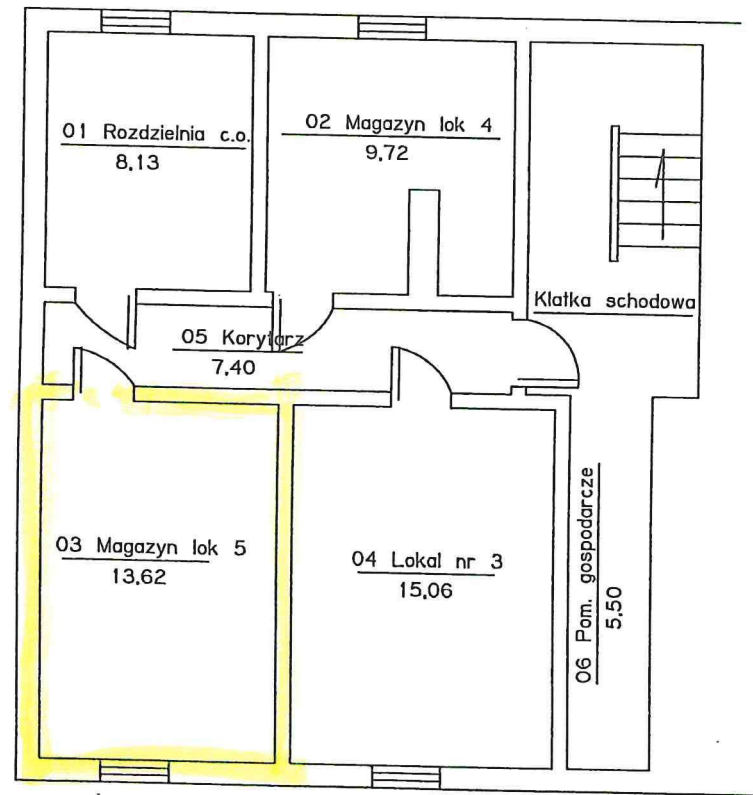 01 Rozdzielnia c.o.
8,13
02 Magazyn lok 4
9,72
Klatka schodowa
05 Korytarz
7,40
03 Magazyn lok 5
13,62
04 Lokal nr 3
15,06
06 Pom. gospodarcze
5,50